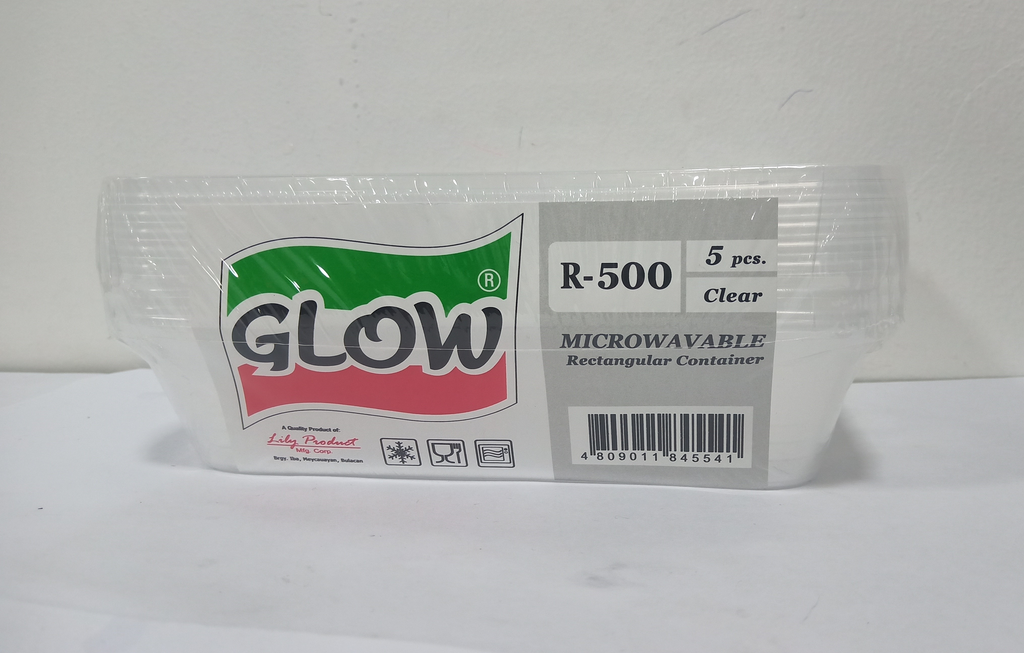 GLOW ®
A Quality Product of:
Lily Product
Mfg. Corp.
Brgy. Iba, Meycauayan, Bulacan
R-500
5 pcs.
Clear
MICROWAVABLE
Rectangular Container
4 809011 845541